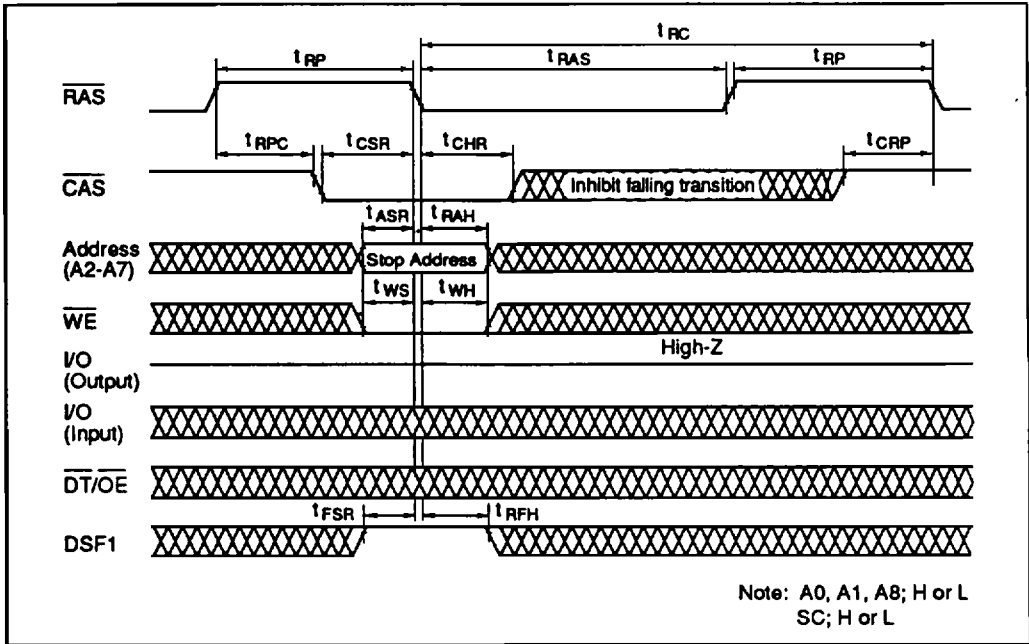 tRC
tRP tRAS tRP
RAS
tRPC tCSR tCHR tCRP
CAS
Inhibit falling transition
tASR tRAH
Address
(A2-A7)
Stop Address
tWS tWH
WE
High-Z
I/O
(Output)
I/O
(Input)
DT/OE
tFSR tRFH
DSF1
Note: A0, A1, A8; H or L
SC; H or L